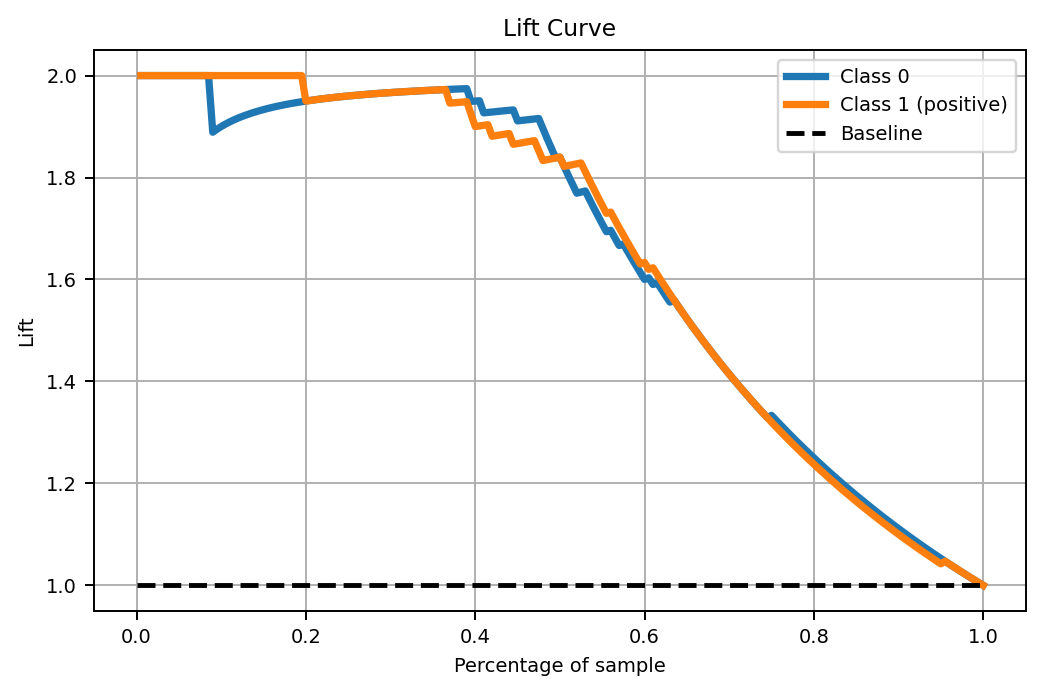 Lift Curve
2.0
1.8
1.6
1.4
1.2
1.0
Lift
Class 0
Class 1 (positive)
Baseline
0.0 0.2 0.4 0.6 0.8 1.0
Percentage of sample